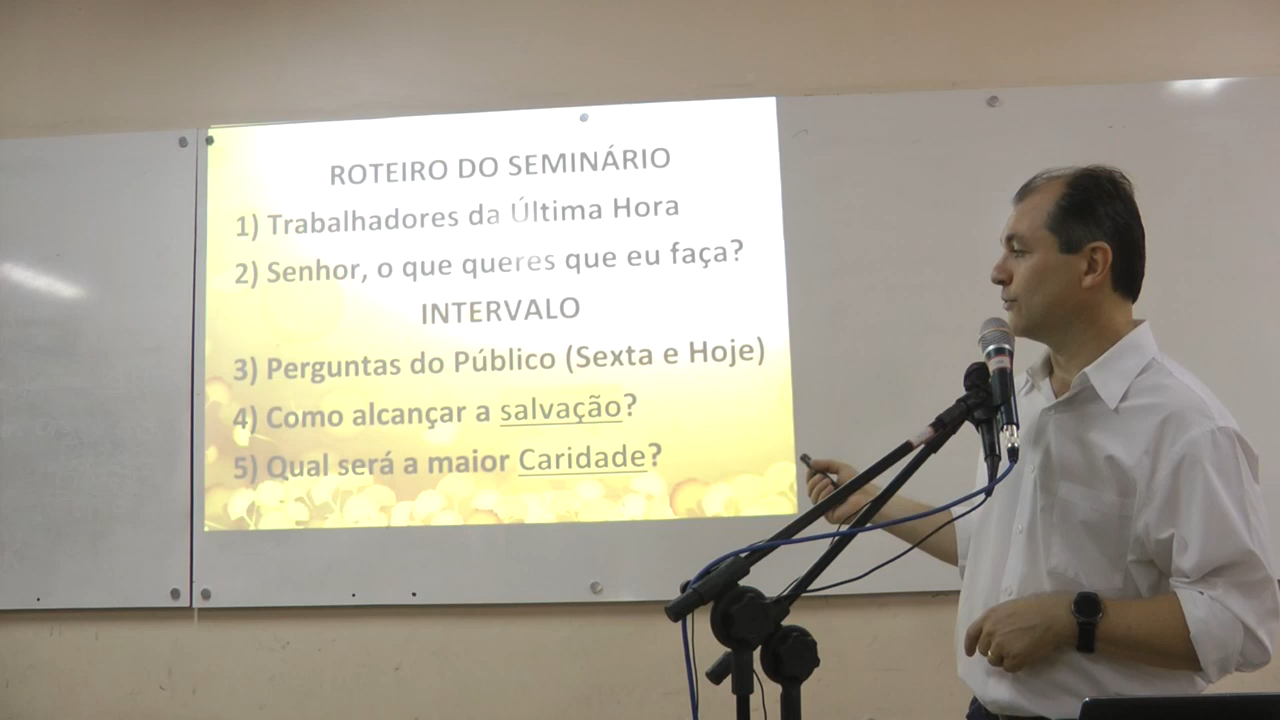 ROTEIRO DO SEMINÁRIO
1) Trabalhadores da Última Hora
2) Senhor, o que queres que eu faça?
INTERVALO
3) Perguntas do Público (Sexta e Hoje)
4) Como alcançar a salvação?
5) Qual será a maior Caridade?